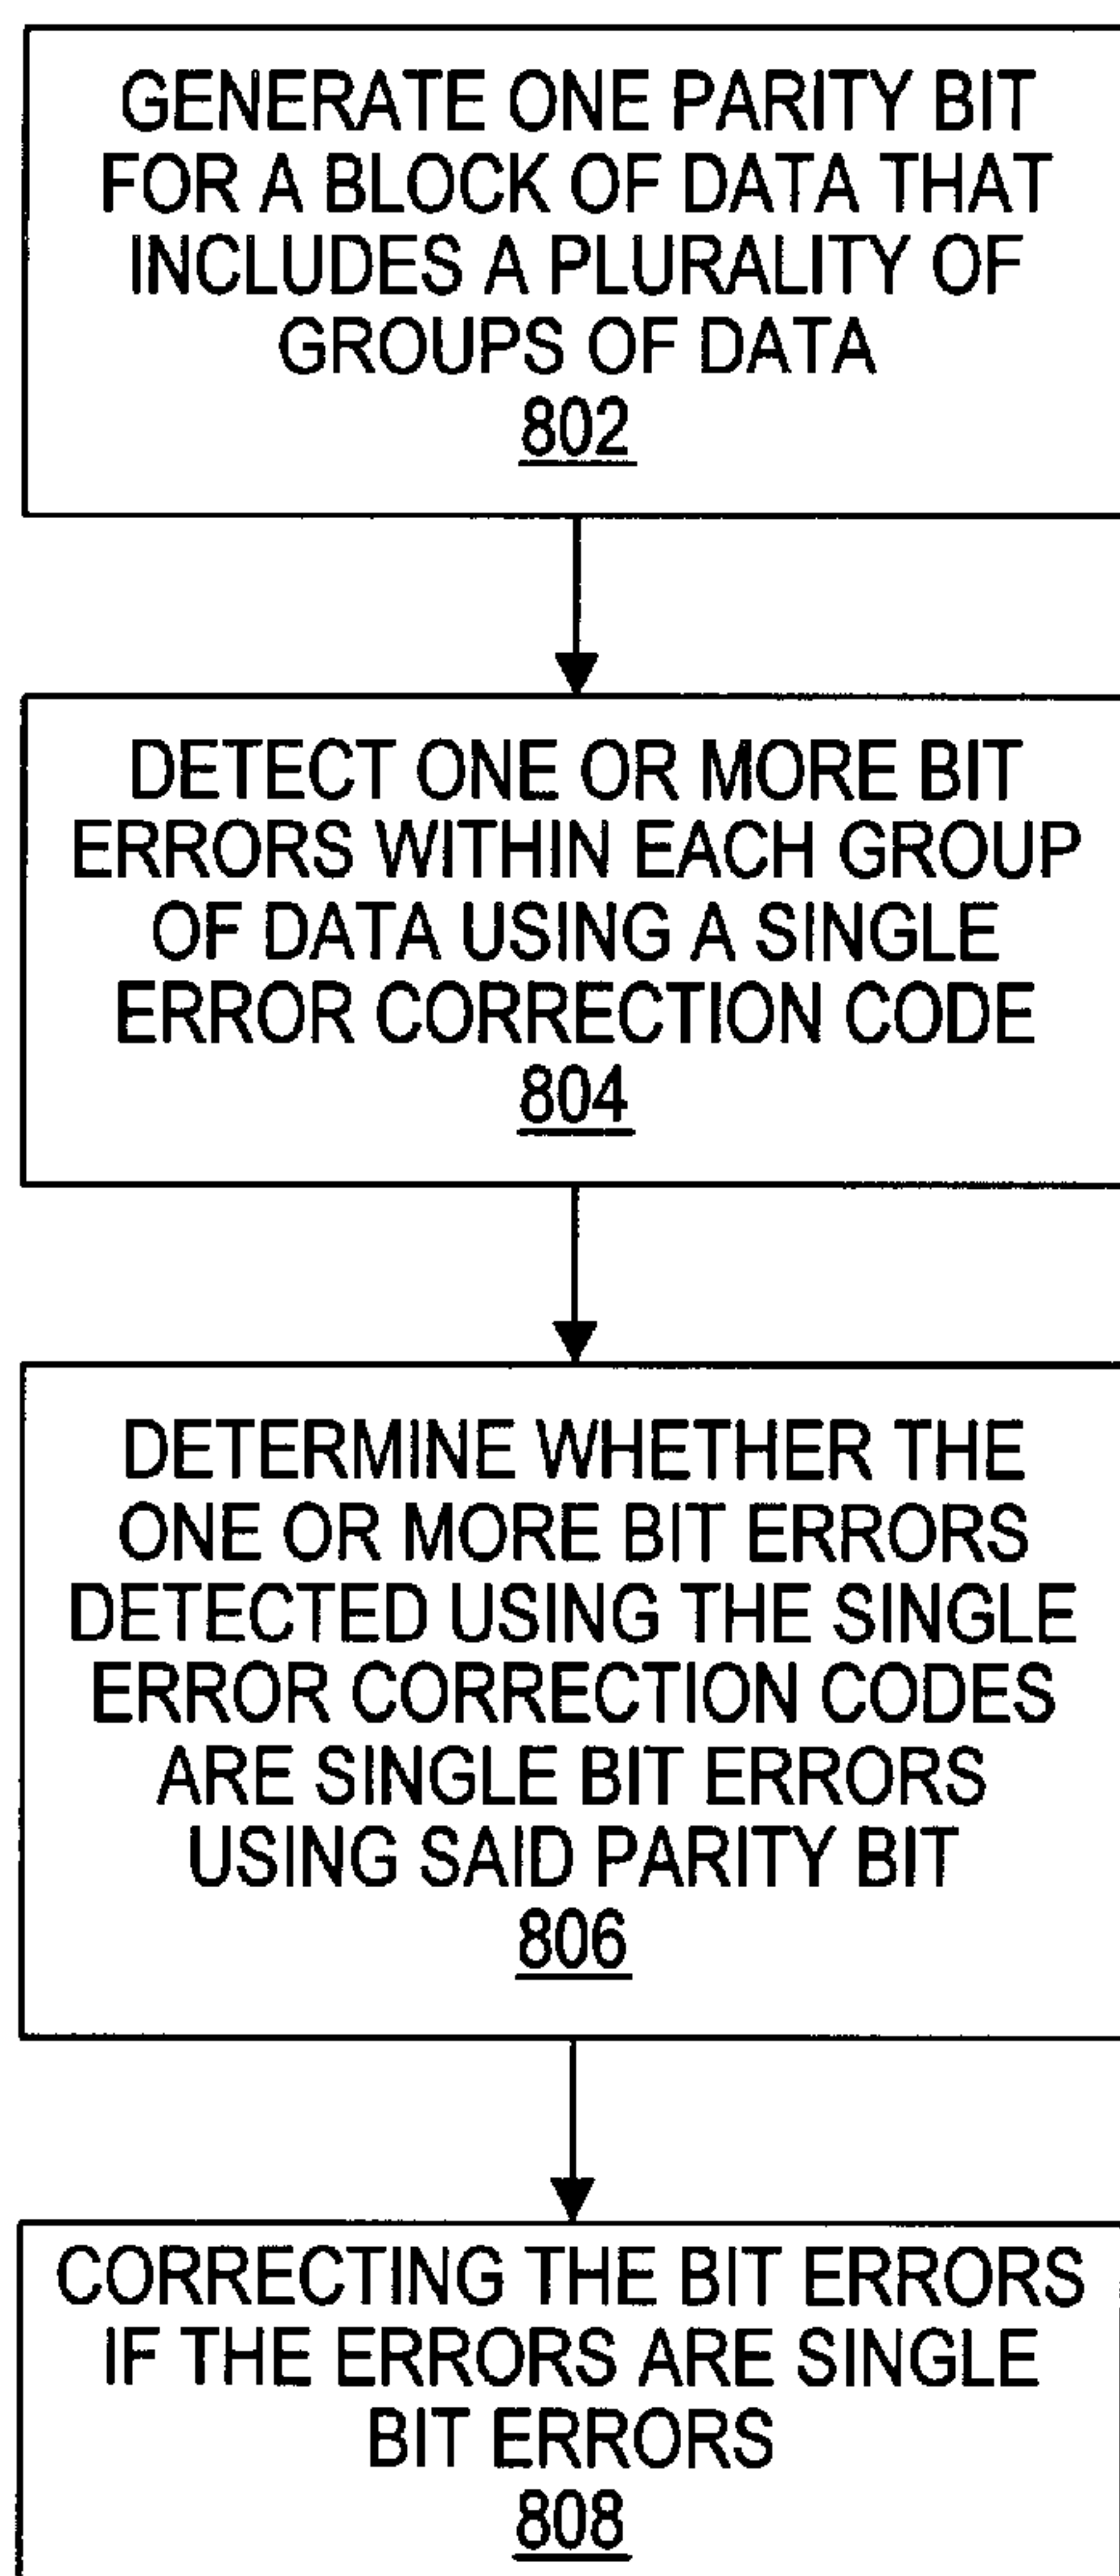 GENERATE ONE PARITY BIT
FOR A BLOCK OF DATA THAT
INCLUDES A PLURALITY OF
GROUPS OF DATA
802
DETECT ONE OR MORE BIT
ERRORS WITHIN EACH GROUP
OF DATA USING A SINGLE
ERROR CORRECTION CODE
804
DETERMINE WHETHER THE
ONE OR MORE BIT ERRORS
DETECTED USING THE SINGLE
ERROR CORRECTION CODES
ARE SINGLE BIT ERRORS
USING SAID PARITY BIT
806
CORRECTING THE BIT ERRORS
IF THE ERRORS ARE SINGLE
BIT ERRORS
808